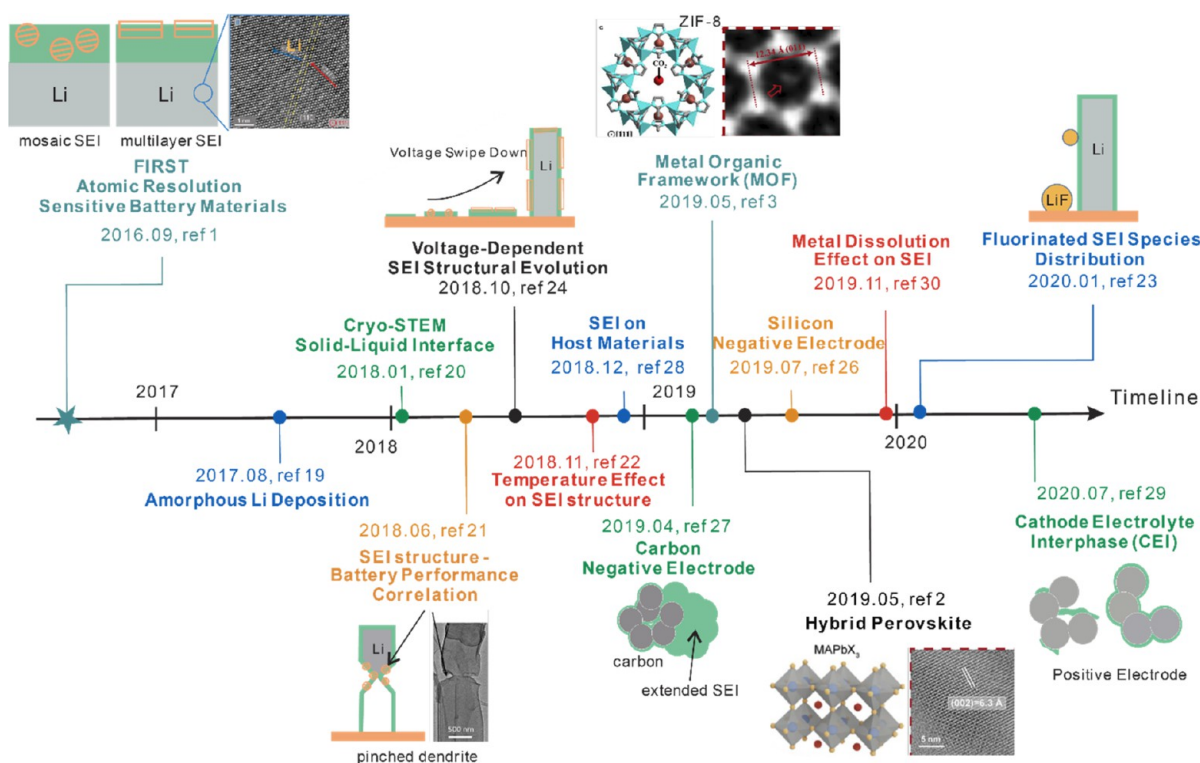 Li
Li
mosaic SEI
multilayer SEI
Li
1 nm
FIRST
Atomic Resolution
Sensitive Battery Materials
2016.09, ref 1
Voltage Swipe Down
Li
Voltage-Dependent
SEI Structural Evolution
2018.10, ref 24
ZIF-8
CO2
12.38 Å (011)
Metal Organic
Framework (MOF)
2019.05, ref 3
Metal Dissolution
Effect on SEI
2019.11, ref 30
LiF
Li
Fluorinated SEI Species
Distribution
2020.01, ref 23
Cryo-STEM
Solid-Liquid Interface
2018.01, ref 20
SEI on
Host Materials
2018.12, ref 28
Silicon
Negative Electrode
2019.07, ref 26
2017
2018
2019
2020
Timeline
2017.08, ref 19
Amorphous Li Deposition
2018.06, ref 21
SEI structure -
Battery Performance
Correlation
Li
500 nm
pinched dendrite
2018.11, ref 22
Temperature Effect
on SEI structure
2019.04, ref 27
Carbon
Negative Electrode
carbon
extended SEI
2019.05, ref 2
Hybrid Perovskite
MAPbX3
(002)=6.3 Å
5 nm
2020.07, ref 29
Cathode Electrolyte
Interphase (CEI)
Positive Electrode